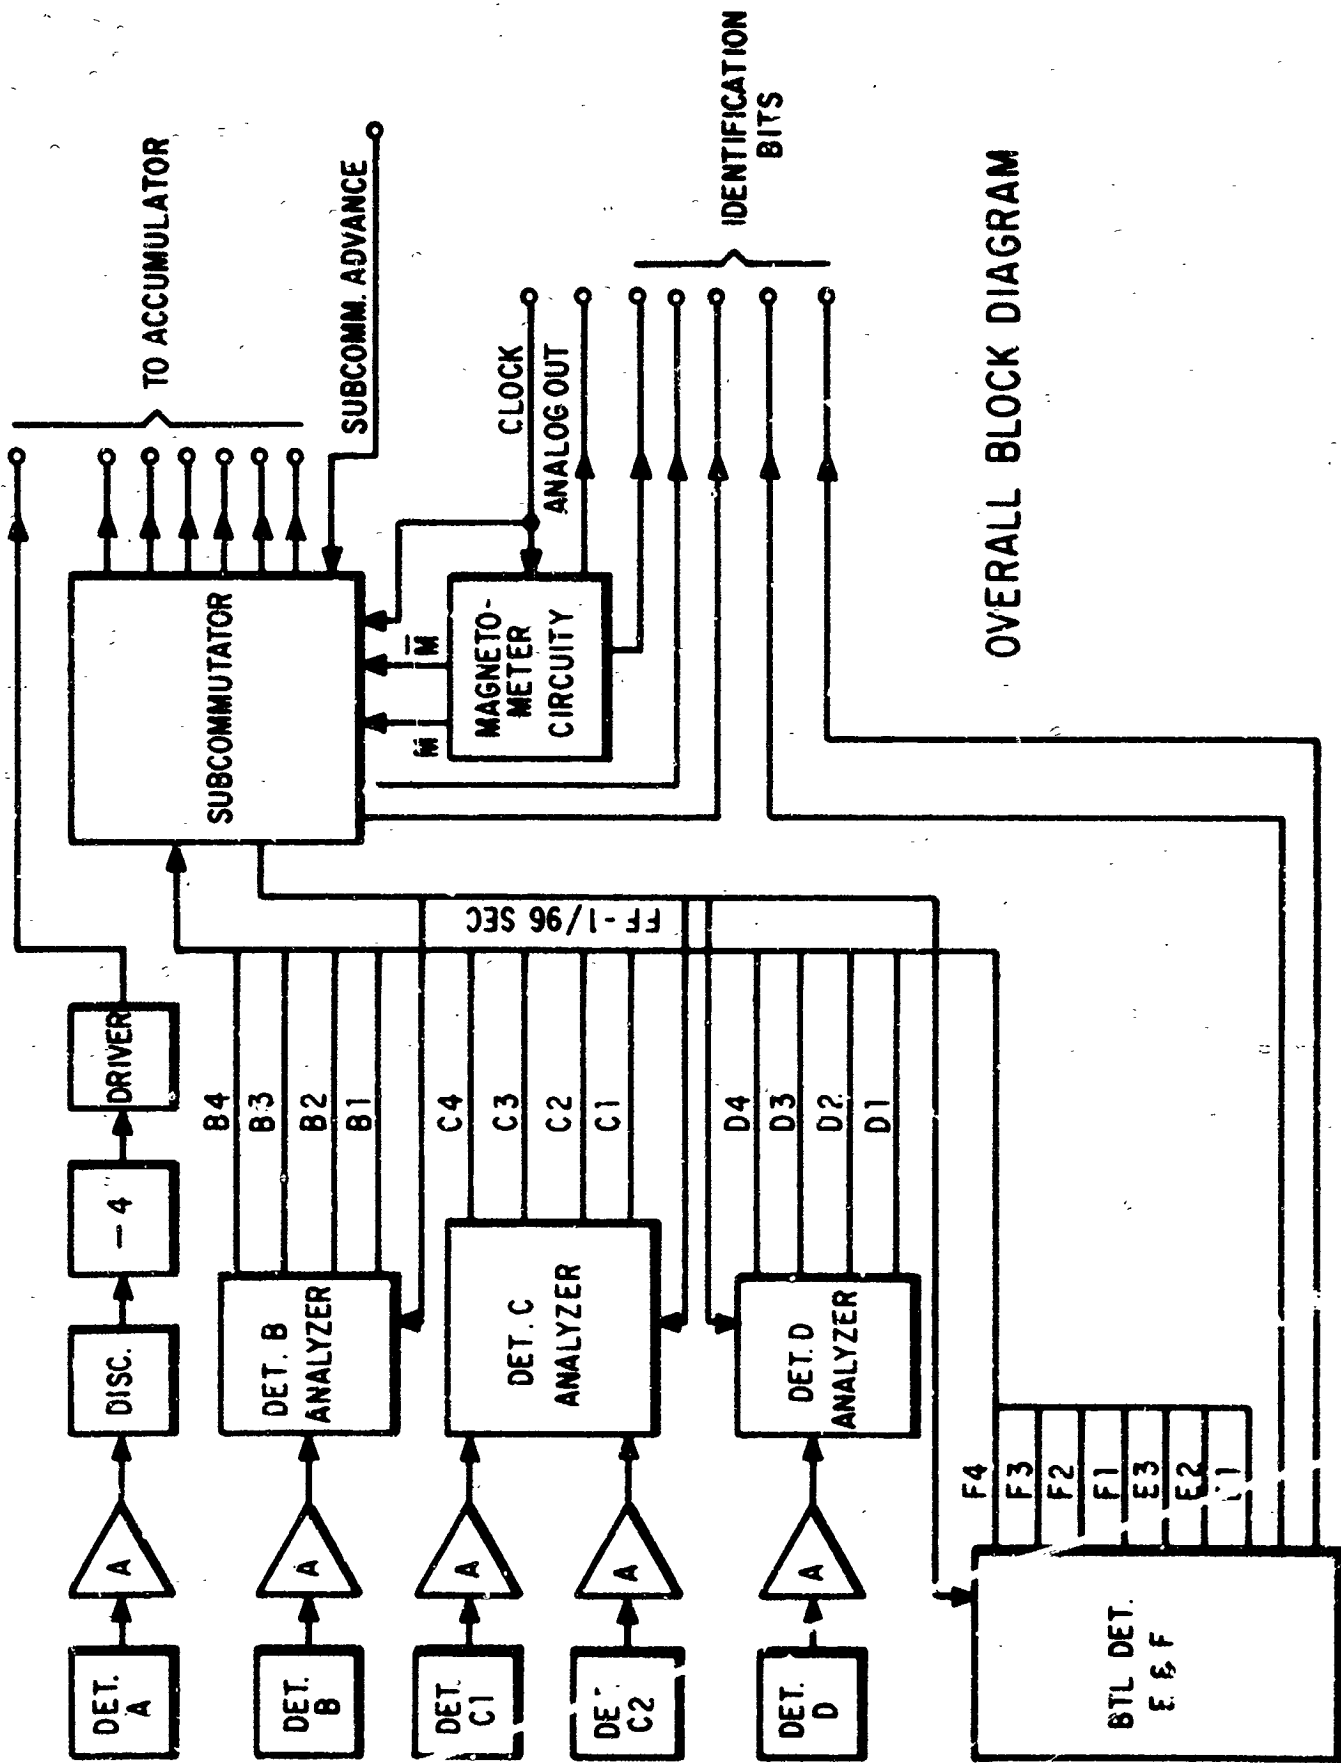 DET.
A
A
DISC.
-4
DRIVER
DET.
B
A
DET. B
ANALYZER
B4
B3
B2
B1
DET.
C1
A
DET.
C2
A
DET. C
ANALYZER
C4
C3
C2
C1
DET.
D
A
DET. D
ANALYZER
D4
D3
D2
D1
BTL DET.
E & F
F4
F3
F2
F1
E3
E2
FF-1/96 SEC
SUBCOMMUTATOR
TO ACCUMULATOR
SUBCOMM. ADVANCE
M
M̅
MAGNETO-
METER
CIRCUITY
CLOCK
ANALOG OUT
IDENTIFICATION
BITS
OVERALL BLOCK DIAGRAM